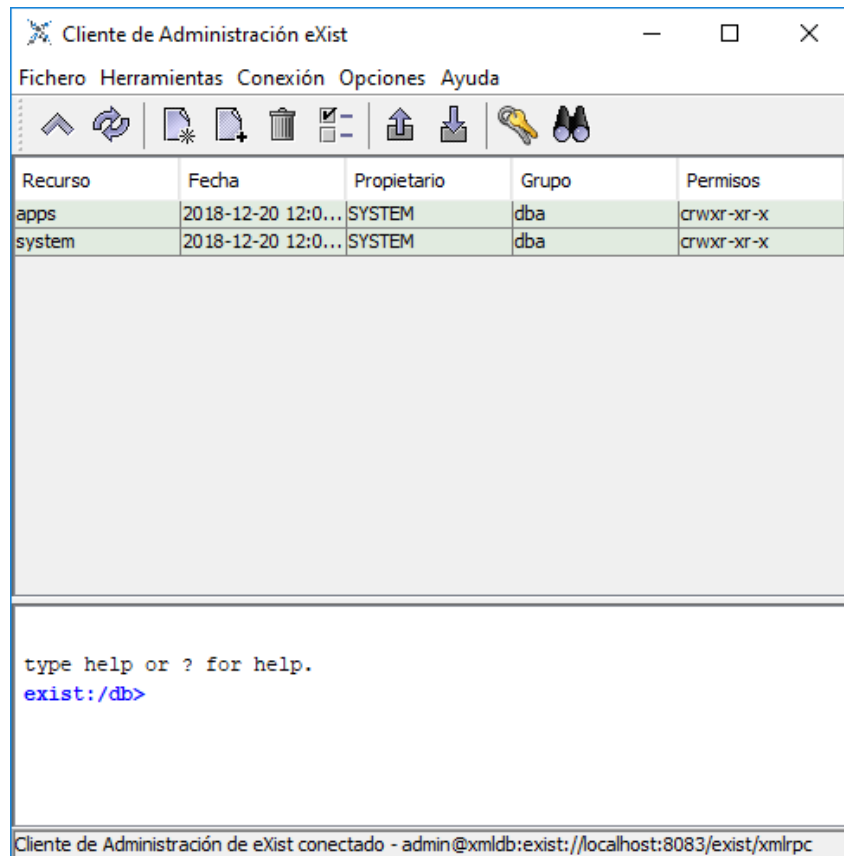 Cliente de Administración eXist
Fichero Herramientas Conexión Opciones Ayuda
Recurso Fecha Propietario Grupo Permisos
apps 2018-12-20 12:0... SYSTEM dba crwxr-xr-x
system 2018-12-20 12:0... SYSTEM dba crwxr-xr-x
type help or ? for help.
exist:/db>
Cliente de Administración de eXist conectado - admin@xmldb:exist://localhost:8083/exist/xmlrpc